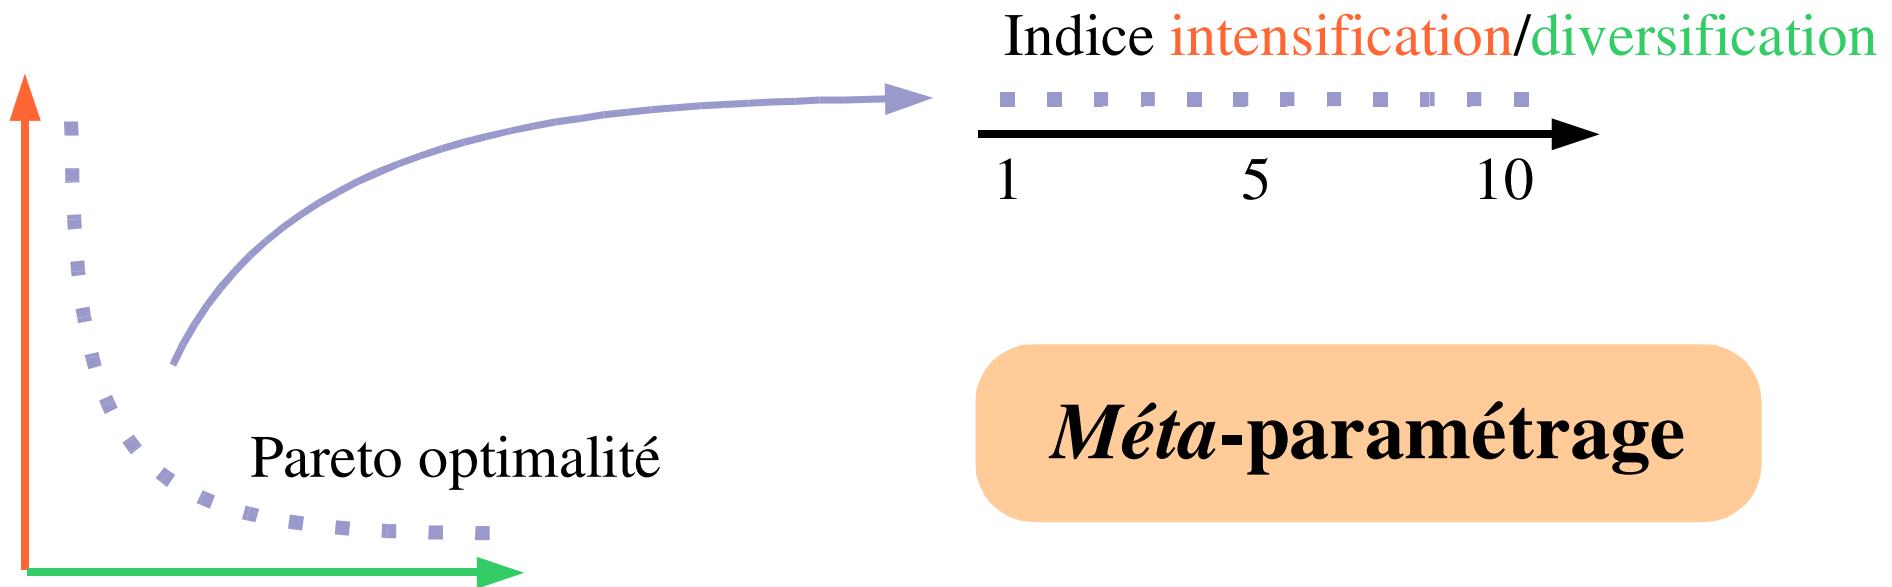 Indice intensification/diversification
1 5 10
Pareto optimalité
Méta-paramétrage